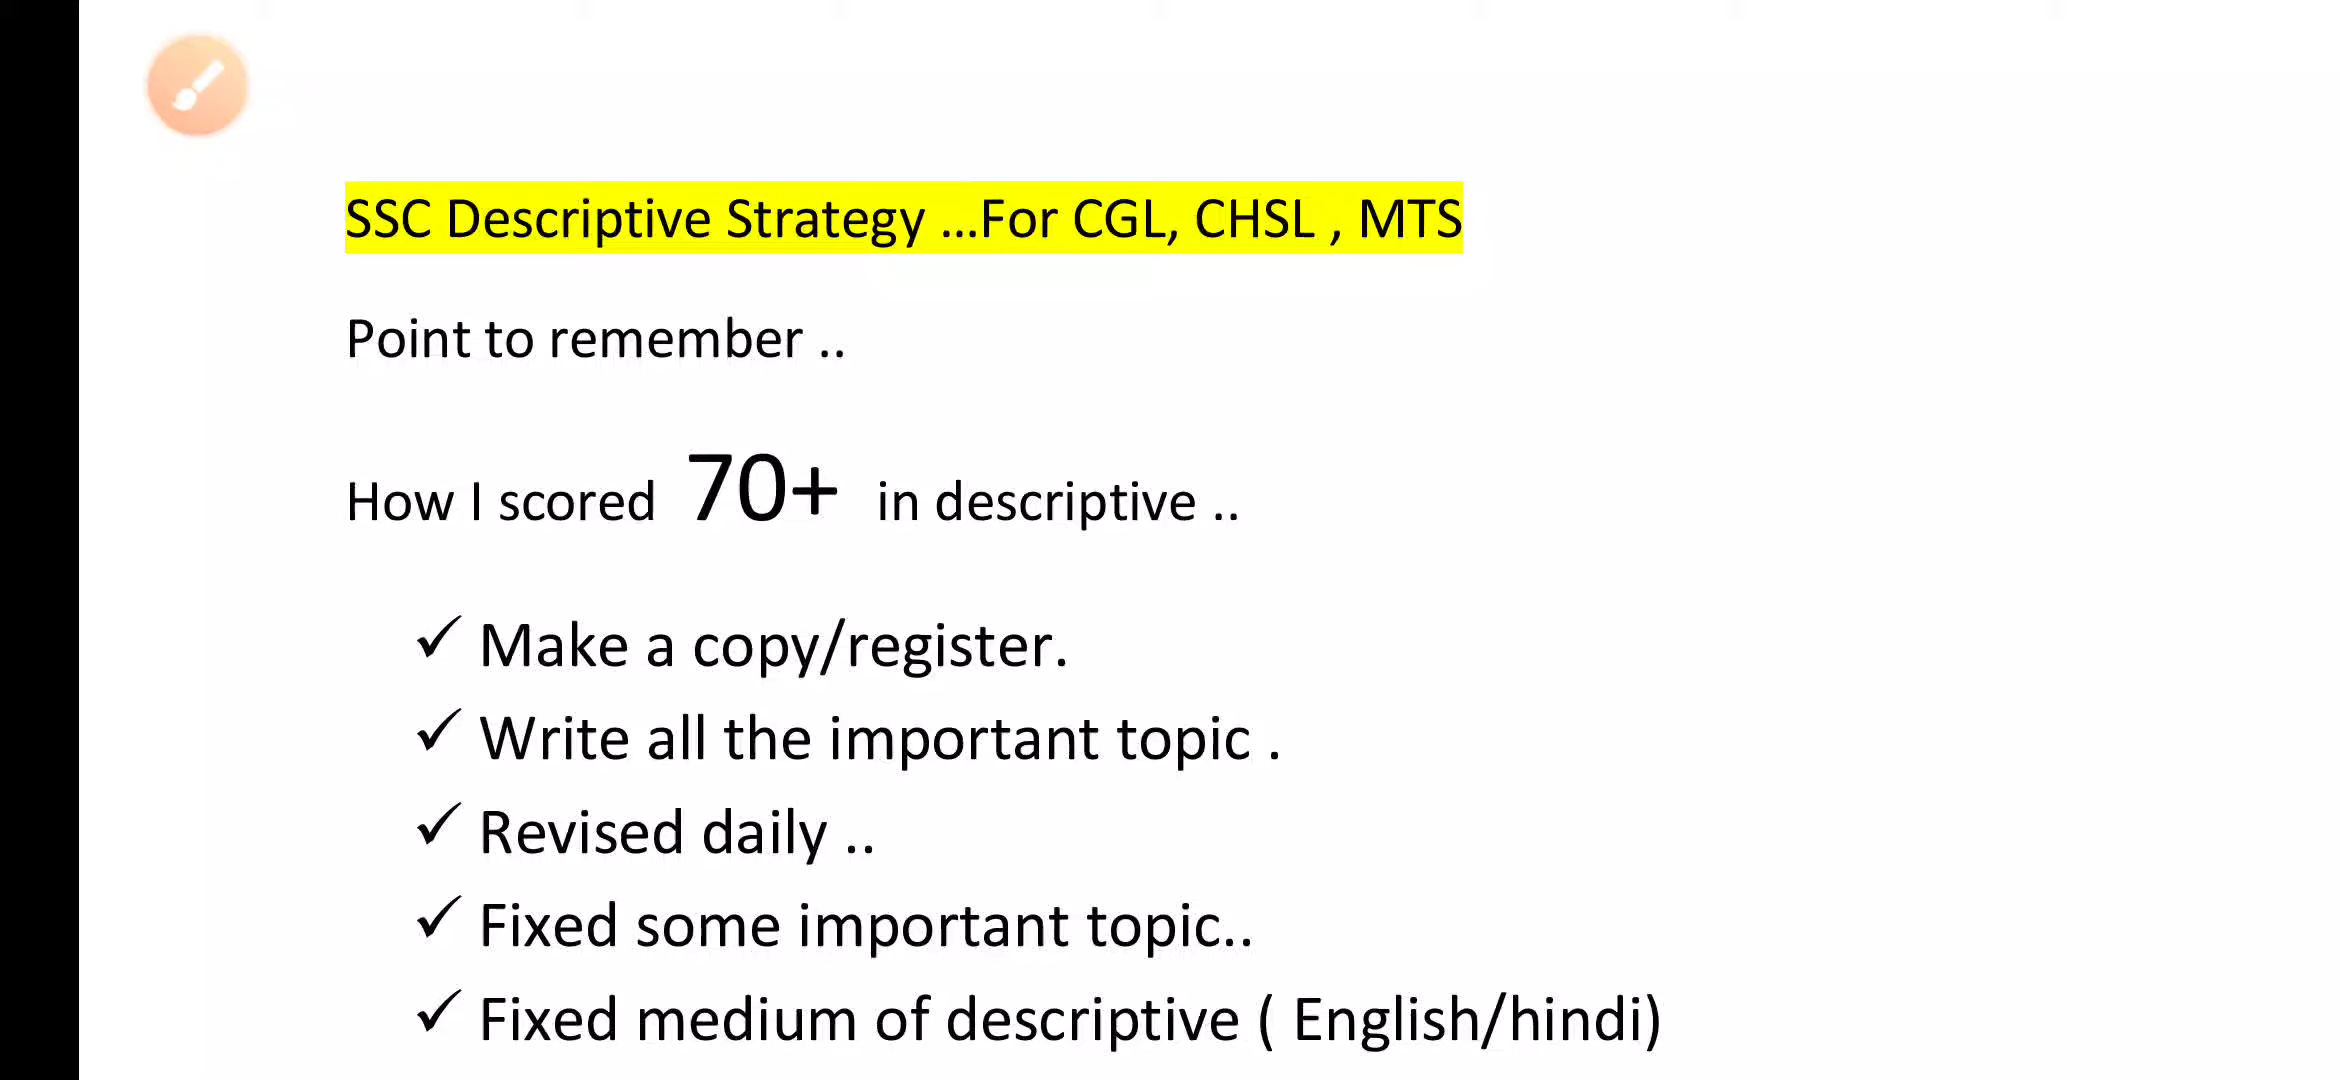 SSC Descriptive Strategy ...For CGL, CHSL , MTS
Point to remember ..
How I scored 70+ in descriptive ..
✓ Make a copy/register.
✓ Write all the important topic .
✓ Revised daily ..
✓ Fixed some important topic..
✓ Fixed medium of descriptive ( English/hindi)